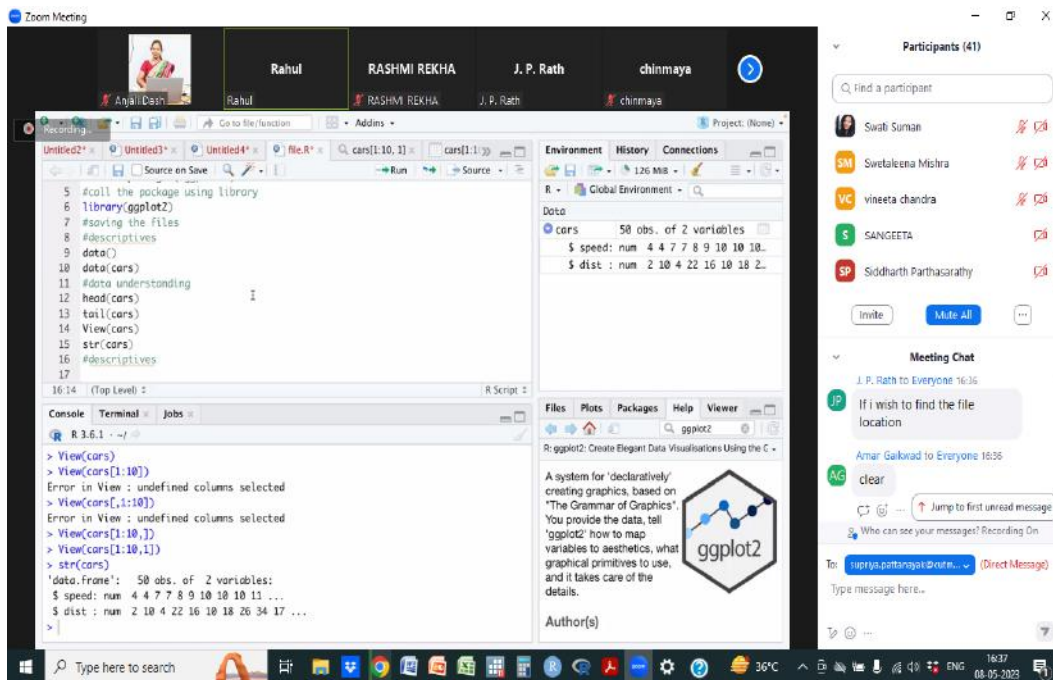 Zoom Meeting
Anjali Dash
Rahul
Rahul
RASHMI REKHA
RASHMI REKHA
J. P. Rath
J. P. Rath
chinmaya
chinmaya
Recording...
Go to file/function
Addins
Project: (None)
Untitled2*
Untitled3*
Untitled4*
file.R*
cars[1:10, 1]
cars[1:1
Source on Save
Run
Source
5 #call the package using library
6 library(ggplot2)
7 #saving the files
8 #descriptives
9 data()
10 data(cars)
11 #data understanding
12 head(cars)
13 tail(cars)
14 View(cars)
15 str(cars)
16 #descriptives
17
16:14 (Top Level) R Script
Console Terminal Jobs
R 3.6.1 · ~/
> View(cars)
> View(cars[1:10])
Error in View : undefined columns selected
> View(cars[,1:10])
Error in View : undefined columns selected
> View(cars[1:10,])
> View(cars[1:10,1])
> str(cars)
'data.frame': 50 obs. of 2 variables:
$ speed: num 4 4 7 7 8 9 10 10 10 11 ...
$ dist : num 2 10 4 22 16 10 18 26 34 17 ...
>
Environment History Connections
126 MiB
R Global Environment
Data
cars 50 obs. of 2 variables
$ speed: num 4 4 7 7 8 9 10 10 10…
$ dist : num 2 10 4 22 16 10 18 2…
Files Plots Packages Help Viewer
ggplot2
R: ggplot2: Create Elegant Data Visualisations Using the G
A system for 'declaratively'
creating graphics, based on
"The Grammar of Graphics".
You provide the data, tell
'ggplot2' how to map
variables to aesthetics, what
graphical primitives to use,
and it takes care of the
details.
ggplot2
Author(s)
Participants (41)
Find a participant
Swati Suman
SM Swetaleena Mishra
VC vineeta chandra
S SANGEETA
SP Siddharth Parthasarathy
Invite
Mute All
Meeting Chat
J. P. Rath to Everyone 16:36
JP
If i wish to find the file
location
Amar Gaikwad to Everyone 16:36
AG
clear
Jump to first unread message
Who can see your messages? Recording On
To: supriya.pattanayak@cutm... (Direct Message)
Type message here...
Type here to search
36°C
ENG
16:37
08-05-2023